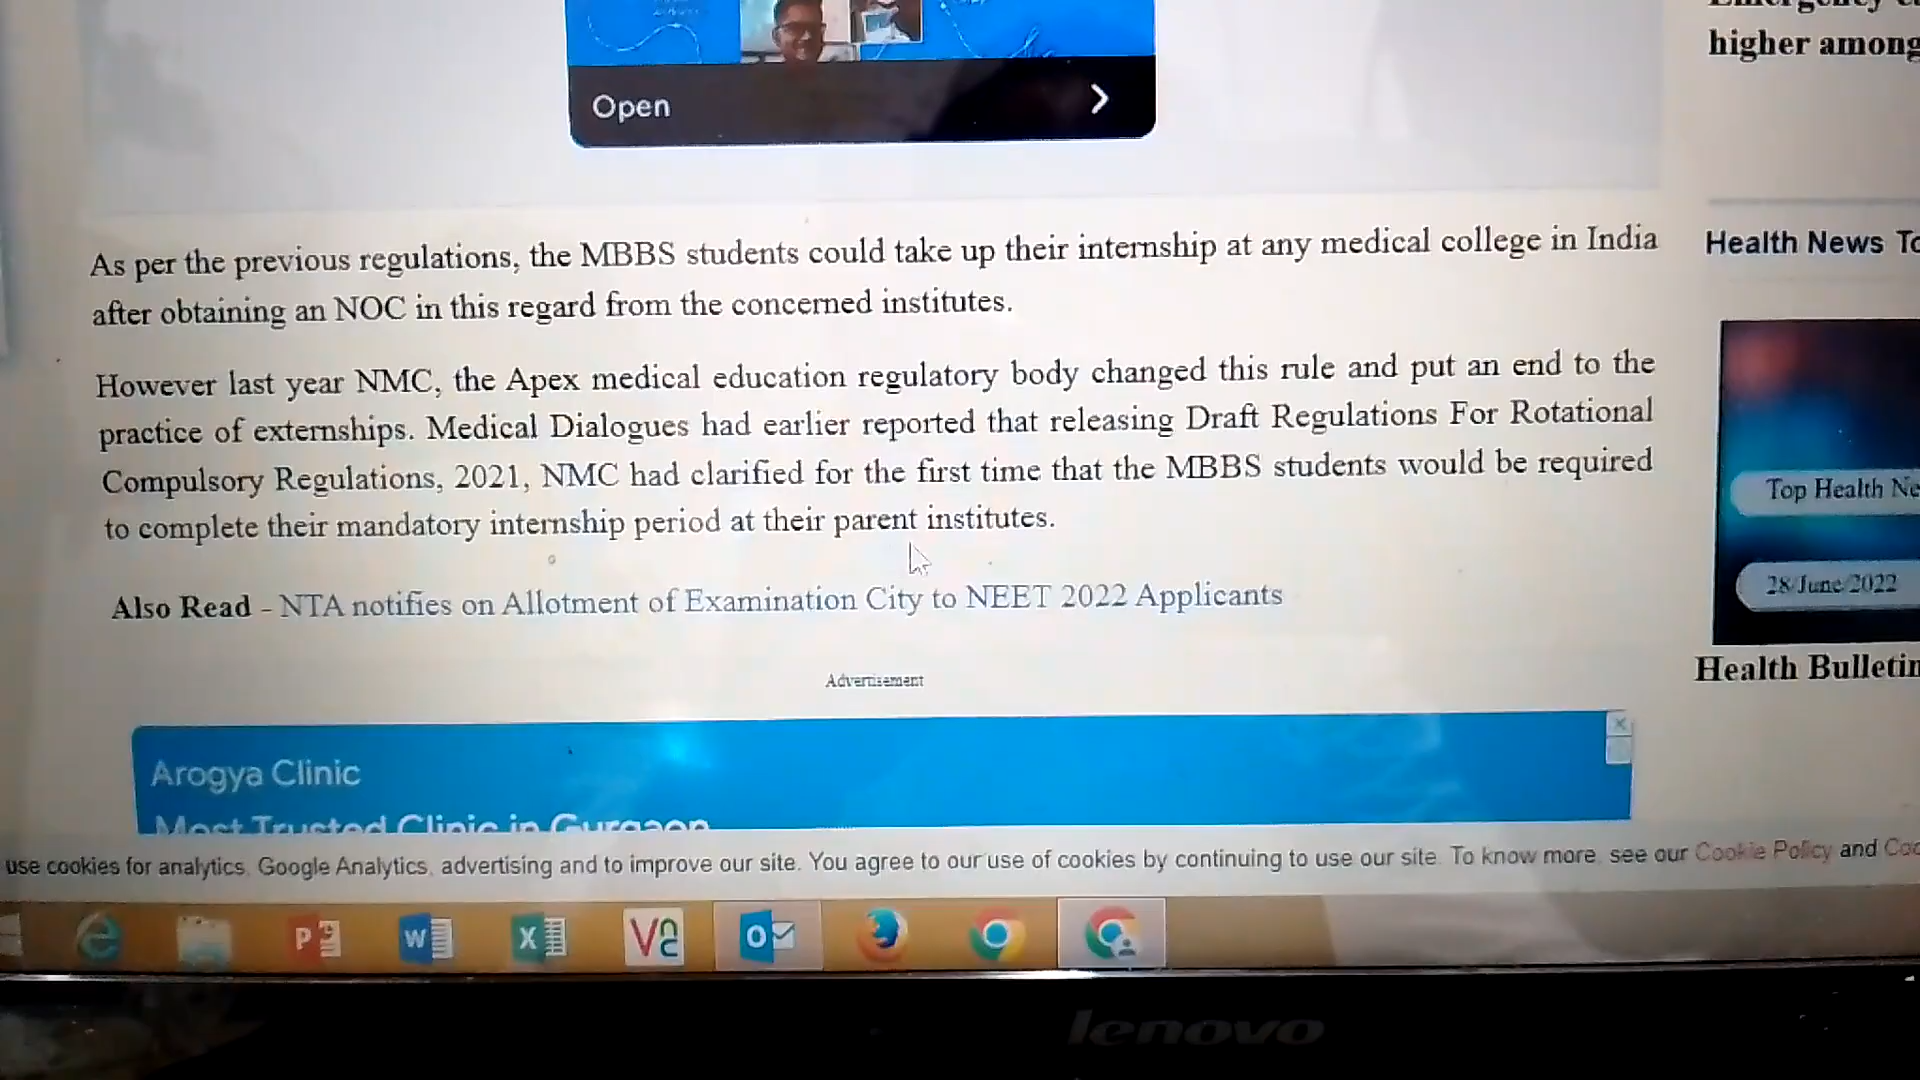 higher among
Open
As per the previous regulations, the MBBS students could take up their internship at any medical college in India
after obtaining an NOC in this regard from the concerned institutes.
However last year NMC, the Apex medical education regulatory body changed this rule and put an end to the
practice of externships. Medical Dialogues had earlier reported that releasing Draft Regulations For Rotational
Compulsory Regulations, 2021, NMC had clarified for the first time that the MBBS students would be required
to complete their mandatory internship period at their parent institutes.
Also Read - NTA notifies on Allotment of Examination City to NEET 2022 Applicants
Advertisement
Arogya Clinic
Most Trusted Clinic in Gurgaon
Health News To
Top Health Ne
28/June/2022
Health Bulletin
use cookies for analytics, Google Analytics, advertising and to improve our site. You agree to our use of cookies by continuing to use our site. To know more, see our Cookie Policy and Coo
lenovo